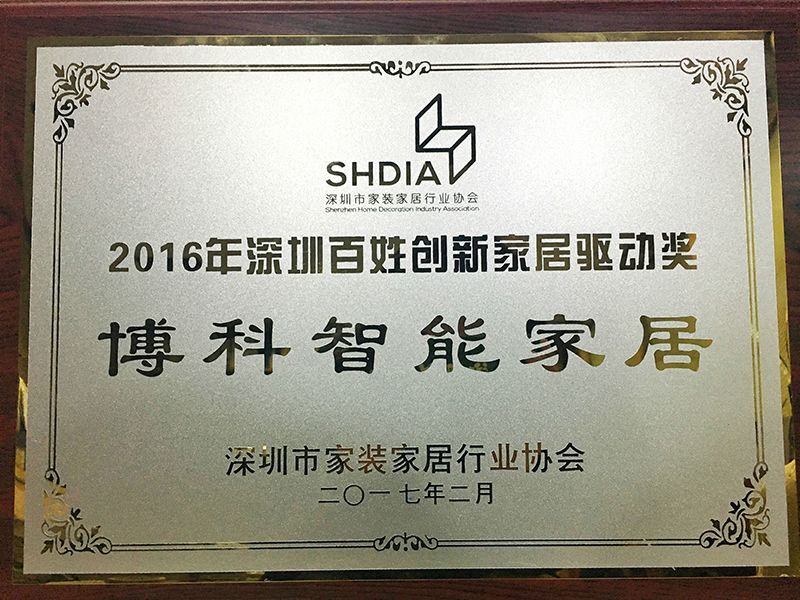 SHDIA
深圳市家装家居行业协会
Shenzhen Home Decoration Industry Association
2016年深圳百姓创新家居驱动奖
博科智能家居
深圳市家装家居行业协会
二〇一七年二月